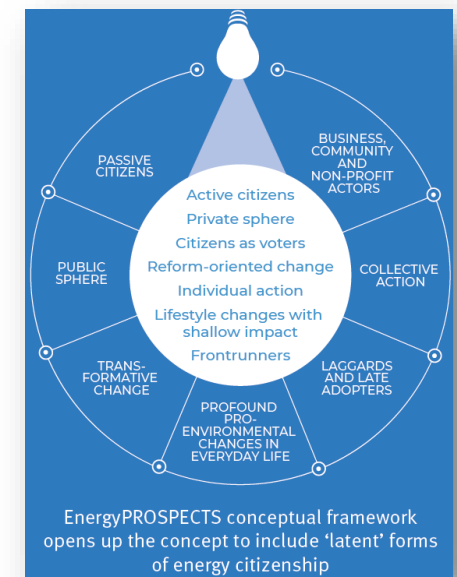 PASSIVE
CITIZENS
BUSINESS,
COMMUNITY
AND
NON-PROFIT
ACTORS
Active citizens
Private sphere
Citizens as voters
Reform-oriented change
Individual action
Lifestyle changes with
shallow impact
Frontrunners
PUBLIC
SPHERE
COLLECTIVE
ACTION
TRANS-
FORMATIVE
CHANGE
LAGGARDS
AND LATE
ADOPTERS
PROFOUND
PRO-
ENVIRONMENTAL
CHANGES IN
EVERYDAY LIFE
EnergyPROSPECTS conceptual framework
opens up the concept to include ‘latent’ forms
of energy citizenship